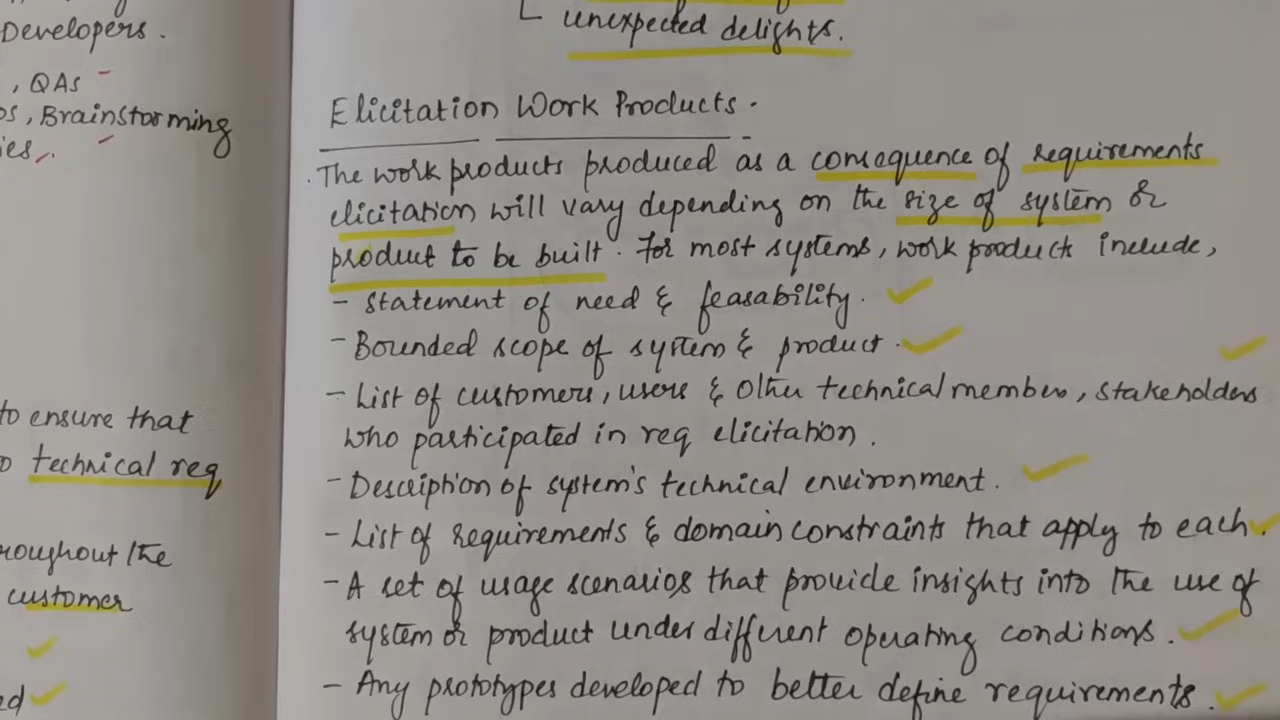 Developers.
, QAs
os, Brainstorming
ies,.
to ensure that
technical req
roughout the
customer
ed
unexpected delights.
Elicitation Work Products.
The work products produced as a consequence of requirements
elicitation will vary depending on the size of system or
product to be built. For most systems, work products include,
- Statement of need & feasability.
- Bounded scope of system & product.
- List of customers, users & other technical members, stakeholders
who participated in req elicitation.
- Description of system's technical environment.
- List of requirements & domain constraints that apply to each.
- A set of usage scenarios that provide insights into the use of
system or product under different operating conditions.
- Any prototypes developed to better define requirements.